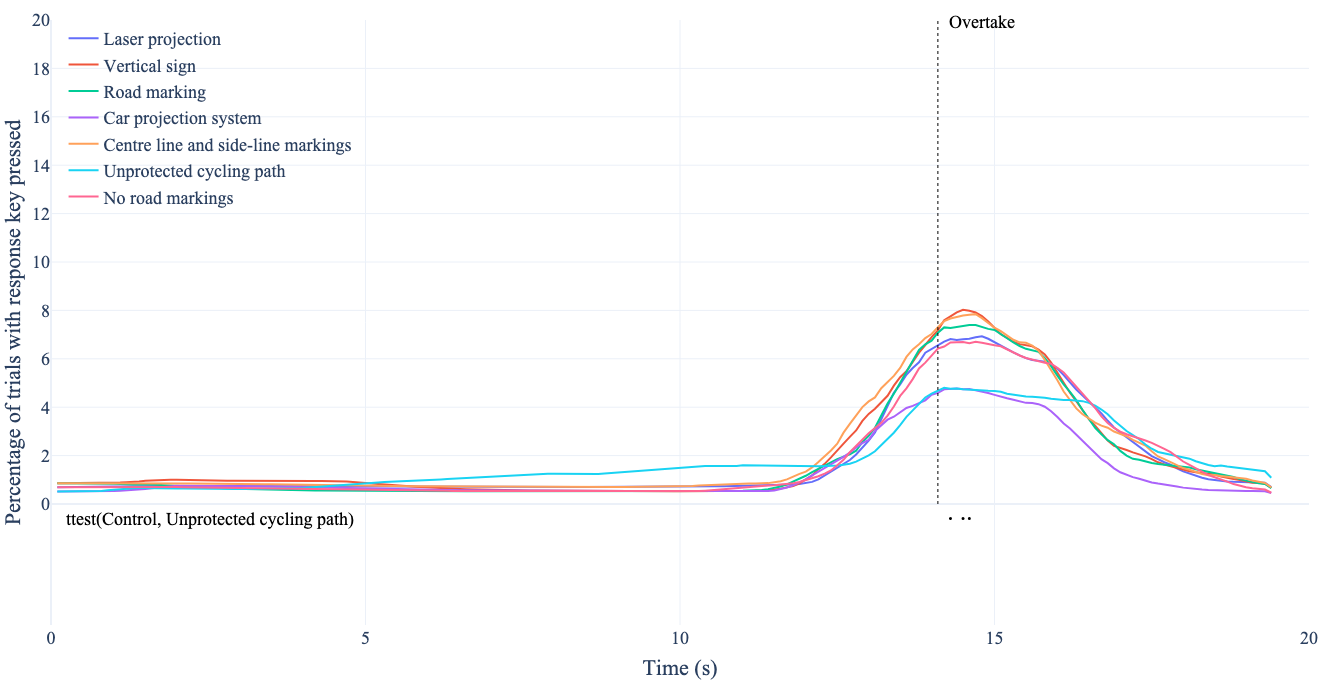 Overtake
Laser projection
Vertical sign
Road marking
Car projection system
Centre line and side-line markings
Unprotected cycling path
No road markings
Percentage of trials with response key pressed
20
18
16
14
12
10
8
6
4
2
0
ttest(Control, Unprotected cycling path)
0
5
10
15
20
Time (s)